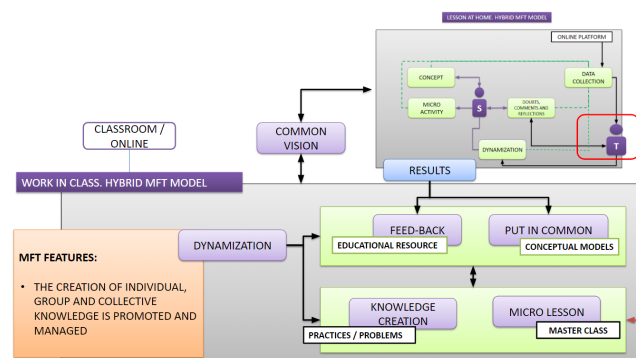 LESSON AT HOME. HYBRID MFT MODEL
ONLINE PLATFORM
CONCEPT
DATA
COLLECTION
MICRO
ACTIVITY
S
DOUBTS,
COMMENTS AND
REFLECTIONS
T
DYNAMIZATION
CLASSROOM /
ONLINE
COMMON
VISION
RESULTS
WORK IN CLASS. HYBRID MFT MODEL
FEED-BACK
EDUCATIONAL RESOURCE
PUT IN COMMON
CONCEPTUAL MODELS
DYNAMIZATION
MFT FEATURES:
• THE CREATION OF INDIVIDUAL,
GROUP AND COLLECTIVE
KNOWLEDGE IS PROMOTED AND
MANAGED
KNOWLEDGE
CREATION
PRACTICES / PROBLEMS
MICRO LESSON
MASTER CLASS